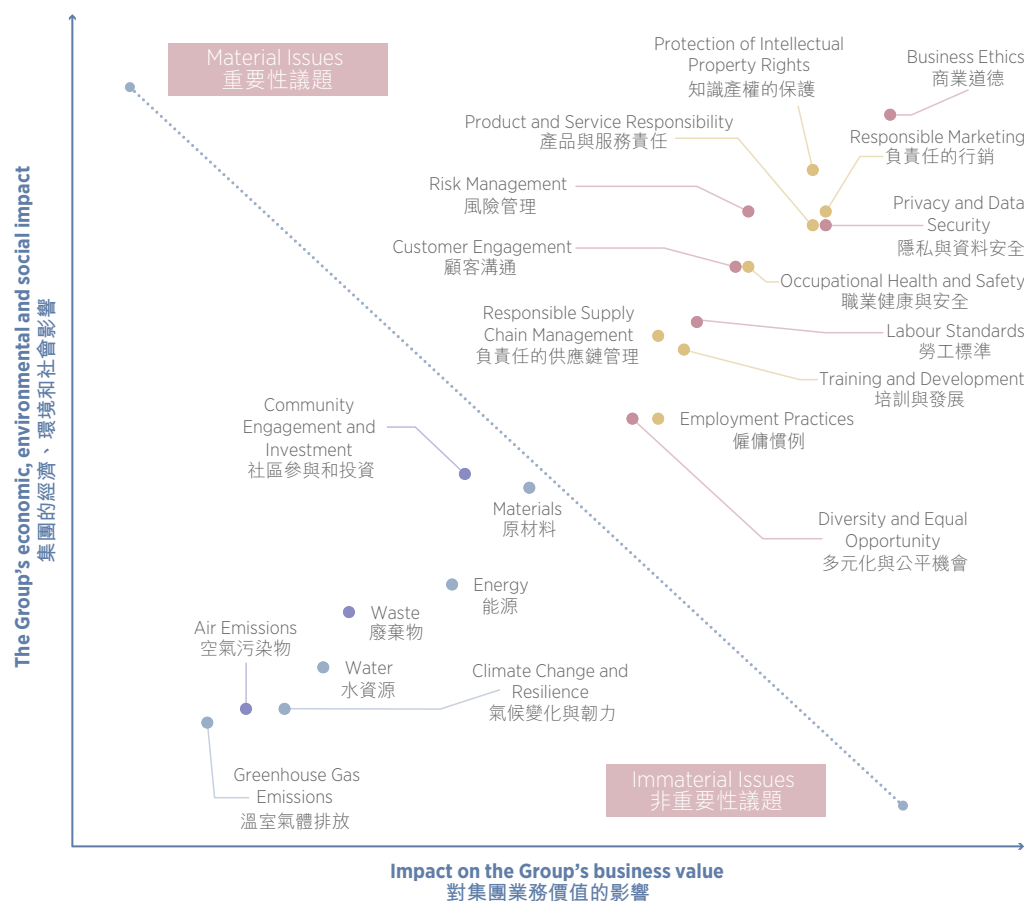 Material Issues
重要性議題
Protection of Intellectual
Property Rights
知識產權的保護
Business Ethics
商業道德
Product and Service Responsibility
產品與服務責任
Responsible Marketing
負責任的行銷
Risk Management
風險管理
Privacy and Data
Security
隱私與資料安全
Customer Engagement
顧客溝通
Occupational Health and Safety
職業健康與安全
Responsible Supply
Chain Management
負責任的供應鏈管理
Labour Standards
勞工標準
Training and Development
培訓與發展
Community
Engagement and
Investment
社區參與和投資
Employment Practices
僱傭慣例
Materials
原材料
Diversity and Equal
Opportunity
多元化與公平機會
Energy
能源
Waste
廢棄物
Air Emissions
空氣污染物
Water
水資源
Climate Change and
Resilience
氣候變化與韌力
Greenhouse Gas
Emissions
溫室氣體排放
Immaterial Issues
非重要性議題
The Group's economic, environmental and social impact
集團的經濟、環境和社會影響
Impact on the Group's business value
對集團業務價值的影響